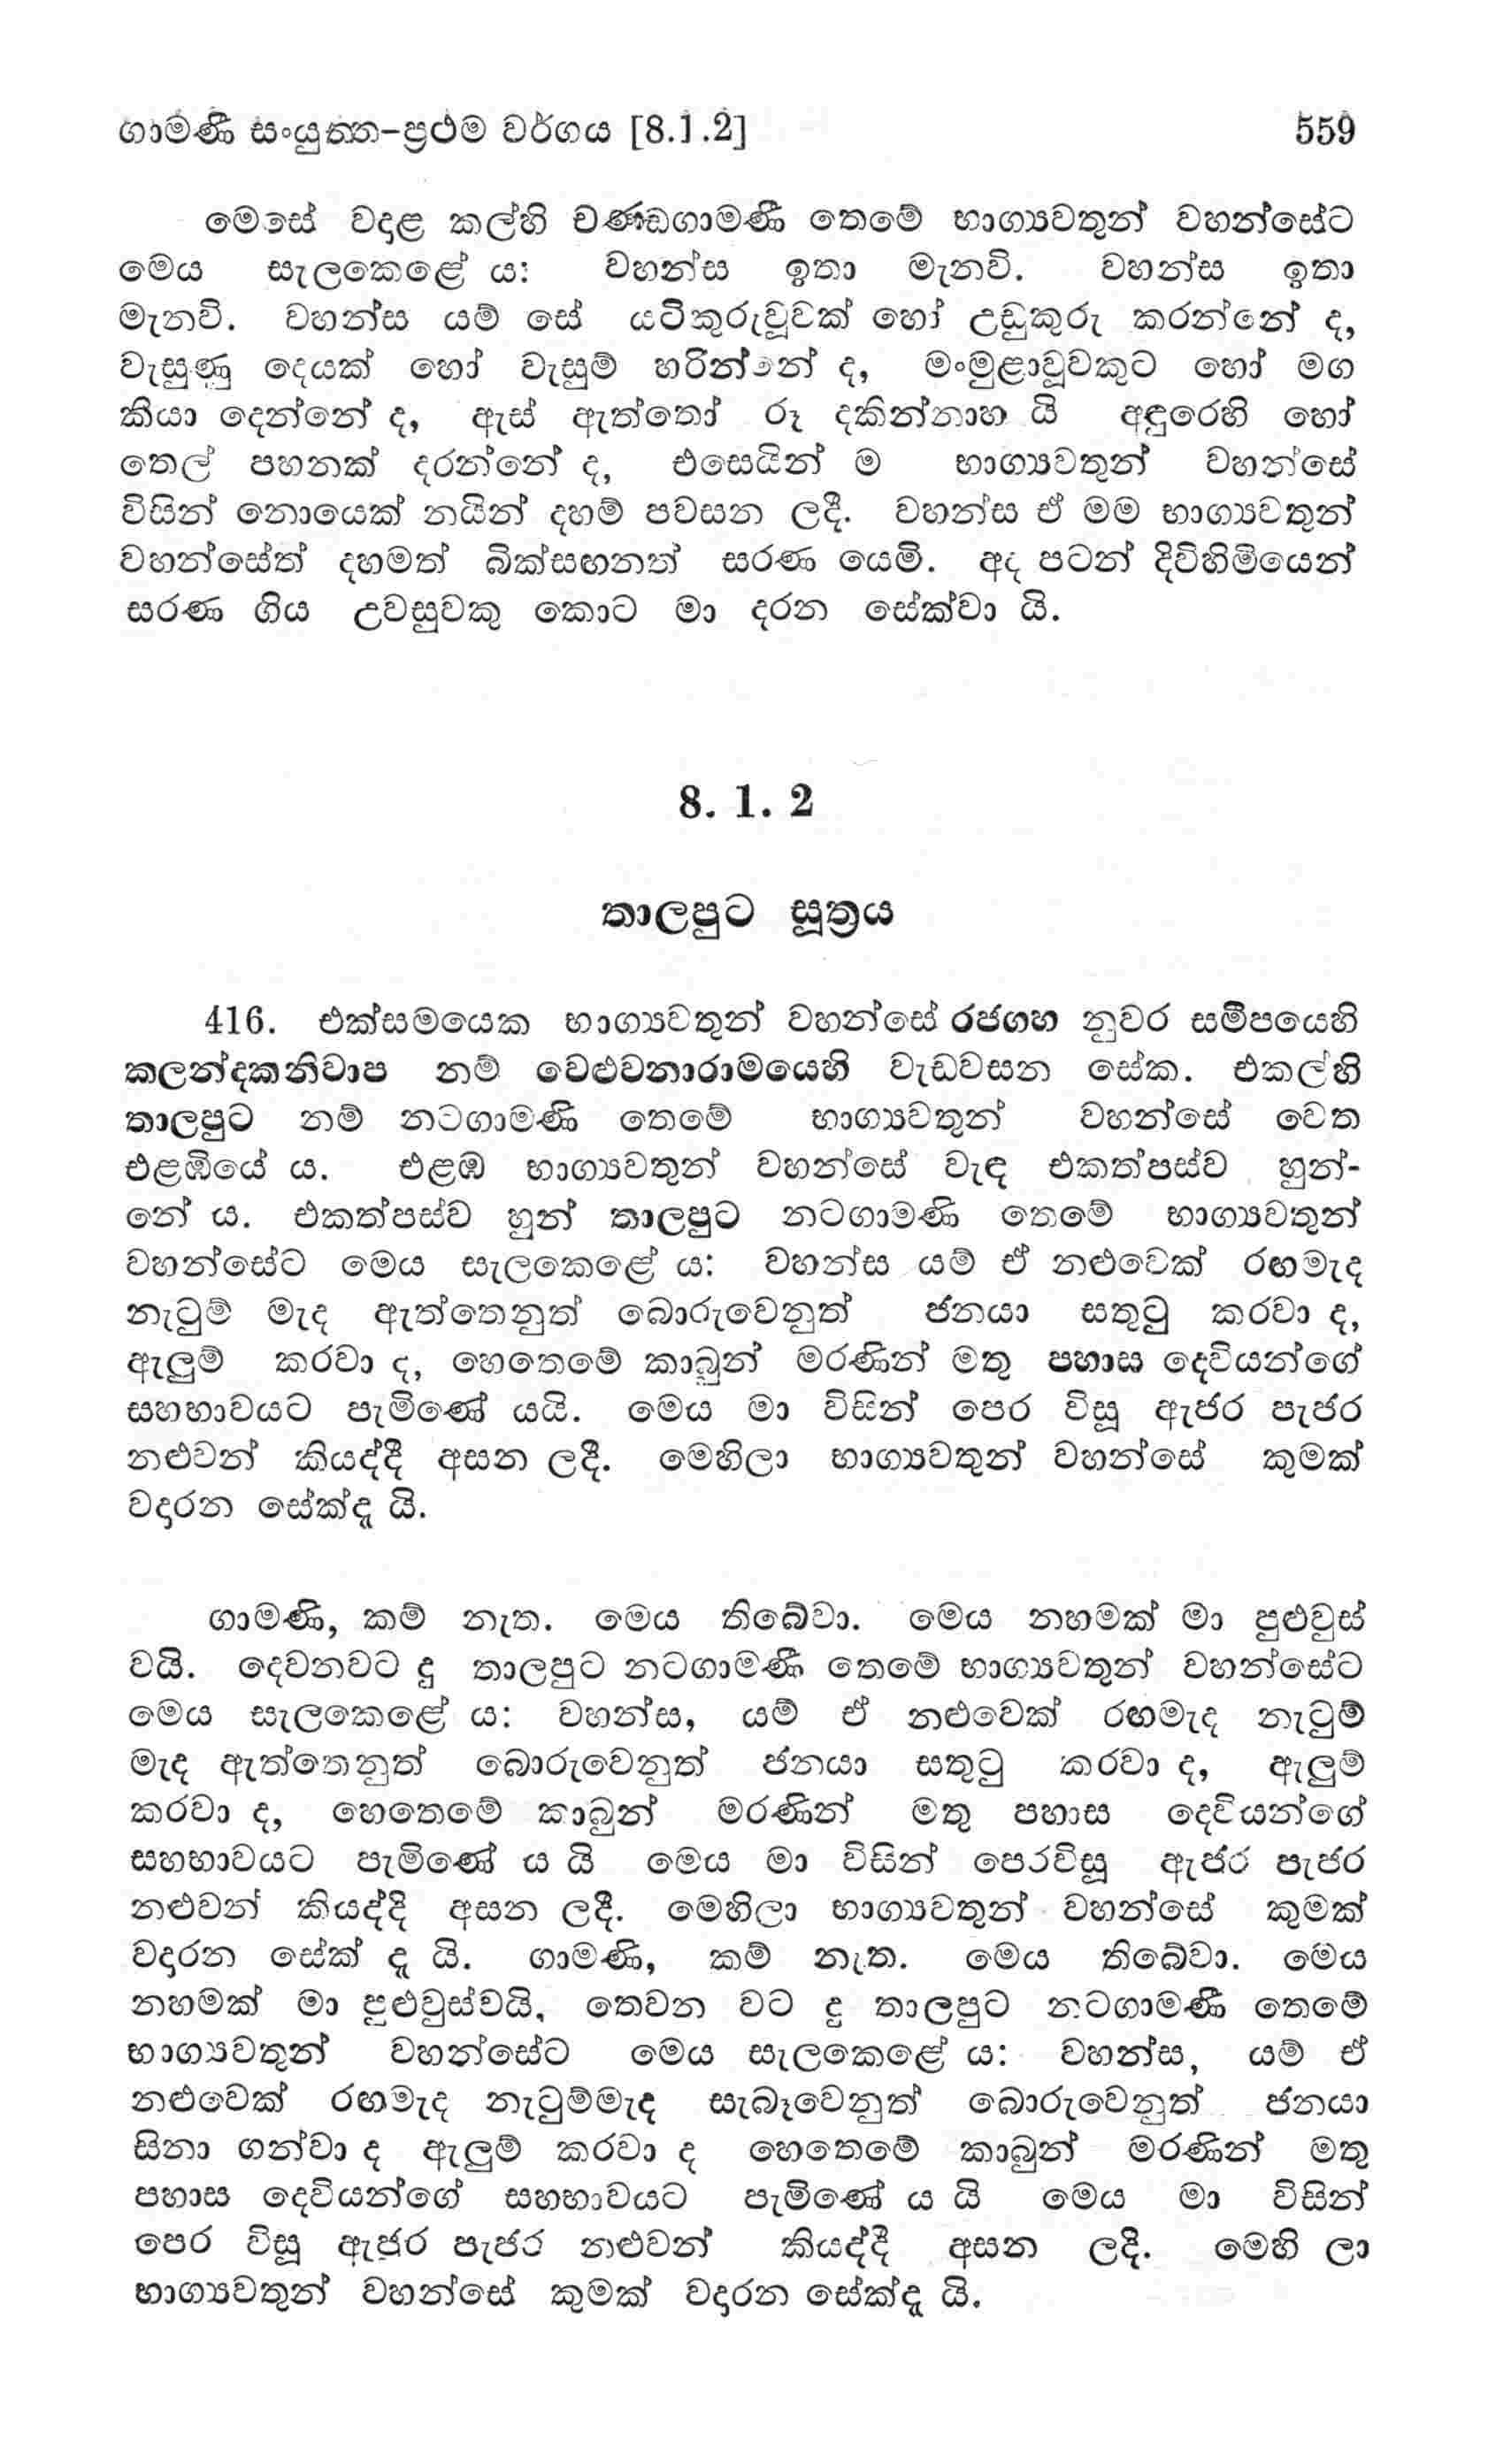 ගාමණී සංයුත්ත-ප්‍රථම වර්ගය [8.1.2] 559
මෙසේ වදාළ කල්හි චණ්ඩගාමණී තෙමේ භාග්‍යවතුන් වහන්සේට
මෙය සැලකෙළේ ය: වහන්ස ඉතා මැනවි. වහන්ස ඉතා
මැනවි. වහන්ස යම් සේ යටිකුරුවූවක් හෝ උඩුකුරු කරන්නේ ද,
වැසුණු දෙයක් හෝ වැසුම් හරින්නේ ද, මංමුළාවූවකුට හෝ මග
කියා දෙන්නේ ද, ඇස් ඇත්තෝ රූ දකින්නාහ යි අඳුරෙහි හෝ
තෙල් පහනක් දරන්නේ ද, එසෙයින් ම භාග්‍යවතුන් වහන්සේ
විසින් නොයෙක් නයින් දහම් පවසන ලදී. වහන්ස ඒ මම භාග්‍යවතුන්
වහන්සේත් දහමත් බික්සඟනත් සරණ යෙමි. අද පටන් දිවිහිමියෙන්
සරණ ගිය උවසුවකු කොට මා දරන සේක්වා යි.
8. 1. 2
තාලපුට සූත්‍රය
416. එක්සමයෙක භාග්‍යවතුන් වහන්සේ රජගහ නුවර සමීපයෙහි
කලන්දකනිවාප නම් වෙළුවනාරාමයෙහි වැඩවසන සේක. එකල්හි
තාලපුට නම් නටගාමණි තෙමේ භාග්‍යවතුන් වහන්සේ වෙත
එළඹියේ ය. එළඹ භාග්‍යවතුන් වහන්සේ වැඳ එකත්පස්ව හුන්-
නේ ය. එකත්පස්ව හුන් තාලපුට නටගාමණි තෙමේ භාග්‍යවතුන්
වහන්සේට මෙය සැලකෙළේ ය: වහන්ස යම් ඒ නළුවෙක් රඟමැද
නැටුම් මැද ඇත්තෙනුත් බොරුවෙනුත් ජනයා සතුටු කරවා ද,
ඇලුම් කරවා ද, හෙතෙමේ කාබුන් මරණින් මතු පහාස දෙවියන්ගේ
සහභාවයට පැමිණේ යයි. මෙය මා විසින් පෙර විසූ ඇජර පැජර
නළුවන් කියද්දී අසන ලදී. මෙහිලා භාග්‍යවතුන් වහන්සේ කුමක්
වදාරන සේක්දැ යි.
ගාමණි, කම් නැත. මෙය තිබේවා. මෙය නහමක් මා පුළුවුස්
වයි. දෙවනවට දු තාලපුට නටගාමණී තෙමේ භාග්‍යවතුන් වහන්සේට
මෙය සැලකෙළේ ය: වහන්ස, යම් ඒ නළුවෙක් රඟමැද නැටුම්
මැද ඇත්තෙනුත් බොරුවෙනුත් ජනයා සතුටු කරවා ද, ඇලුම්
කරවා ද, හෙතෙමේ කාබුන් මරණින් මතු පහාස දෙවියන්ගේ
සහභාවයට පැමිණේ ය යි මෙය මා විසින් පෙරවිසූ ඇජර පැජර
නළුවන් කියද්දි අසන ලදී. මෙහිලා භාග්‍යවතුන් වහන්සේ කුමක්
වදාරන සේක් දැ යි. ගාමණි, කම් නැත. මෙය තිබේවා. මෙය
නහමක් මා පුළුවුස්වයි, තෙවන වට දු තාලපුට නටගාමණී තෙමේ
භාග්‍යවතුන් වහන්සේට මෙය සැලකෙළේ ය: වහන්ස, යම් ඒ
නළුවෙක් රඟමැද නැටුම්මැද සැබෑවෙනුත් බොරුවෙනුත් ජනයා
සිනා ගන්වා ද ඇලුම් කරවා ද හෙතෙමේ කාබුන් මරණින් මතු
පහාස දෙවියන්ගේ සහභාවයට පැමිණේ ය යි මෙය මා විසින්
පෙර විසූ ඇජර පැජර නළුවන් කියද්දී අසන ලදි. මෙහි ලා
භාග්‍යවතුන් වහන්සේ කුමක් වදාරන සේක්දැ යි.